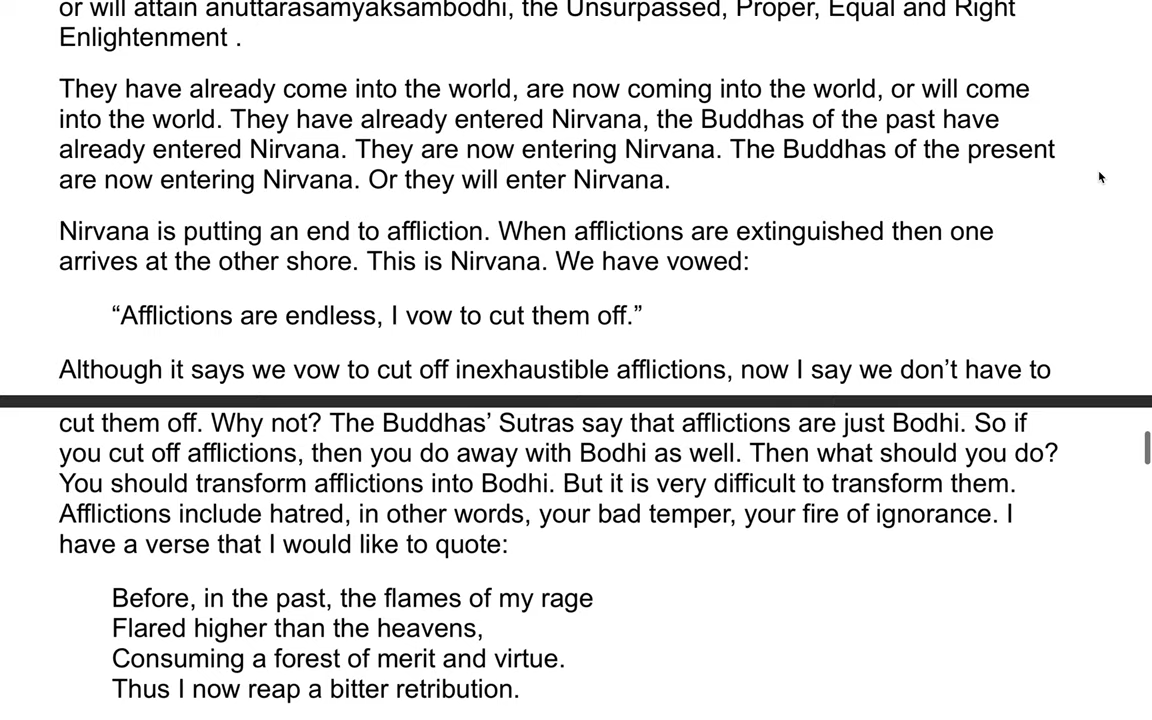 or will attain anuttarasamyaksambodhi, the Unsurpassed, Proper, Equal and Right
Enlightenment .
They have already come into the world, are now coming into the world, or will come
into the world. They have already entered Nirvana, the Buddhas of the past have
already entered Nirvana. They are now entering Nirvana. The Buddhas of the present
are now entering Nirvana. Or they will enter Nirvana.
Nirvana is putting an end to affliction. When afflictions are extinguished then one
arrives at the other shore. This is Nirvana. We have vowed:
“Afflictions are endless, I vow to cut them off.”
Although it says we vow to cut off inexhaustible afflictions, now I say we don’t have to
cut them off. Why not? The Buddhas’ Sutras say that afflictions are just Bodhi. So if
you cut off afflictions, then you do away with Bodhi as well. Then what should you do?
You should transform afflictions into Bodhi. But it is very difficult to transform them.
Afflictions include hatred, in other words, your bad temper, your fire of ignorance. I
have a verse that I would like to quote:
Before, in the past, the flames of my rage
Flared higher than the heavens,
Consuming a forest of merit and virtue.
Thus I now reap a bitter retribution.